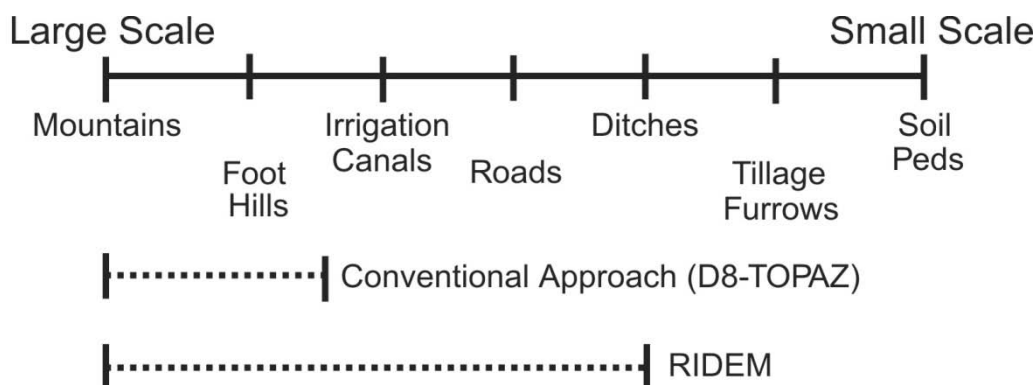 Large Scale
Small Scale
Mountains
Foot
Hills
Irrigation
Canals
Roads
Ditches
Tillage
Furrows
Soil
Peds
Conventional Approach (D8-TOPAZ)
RIDEM